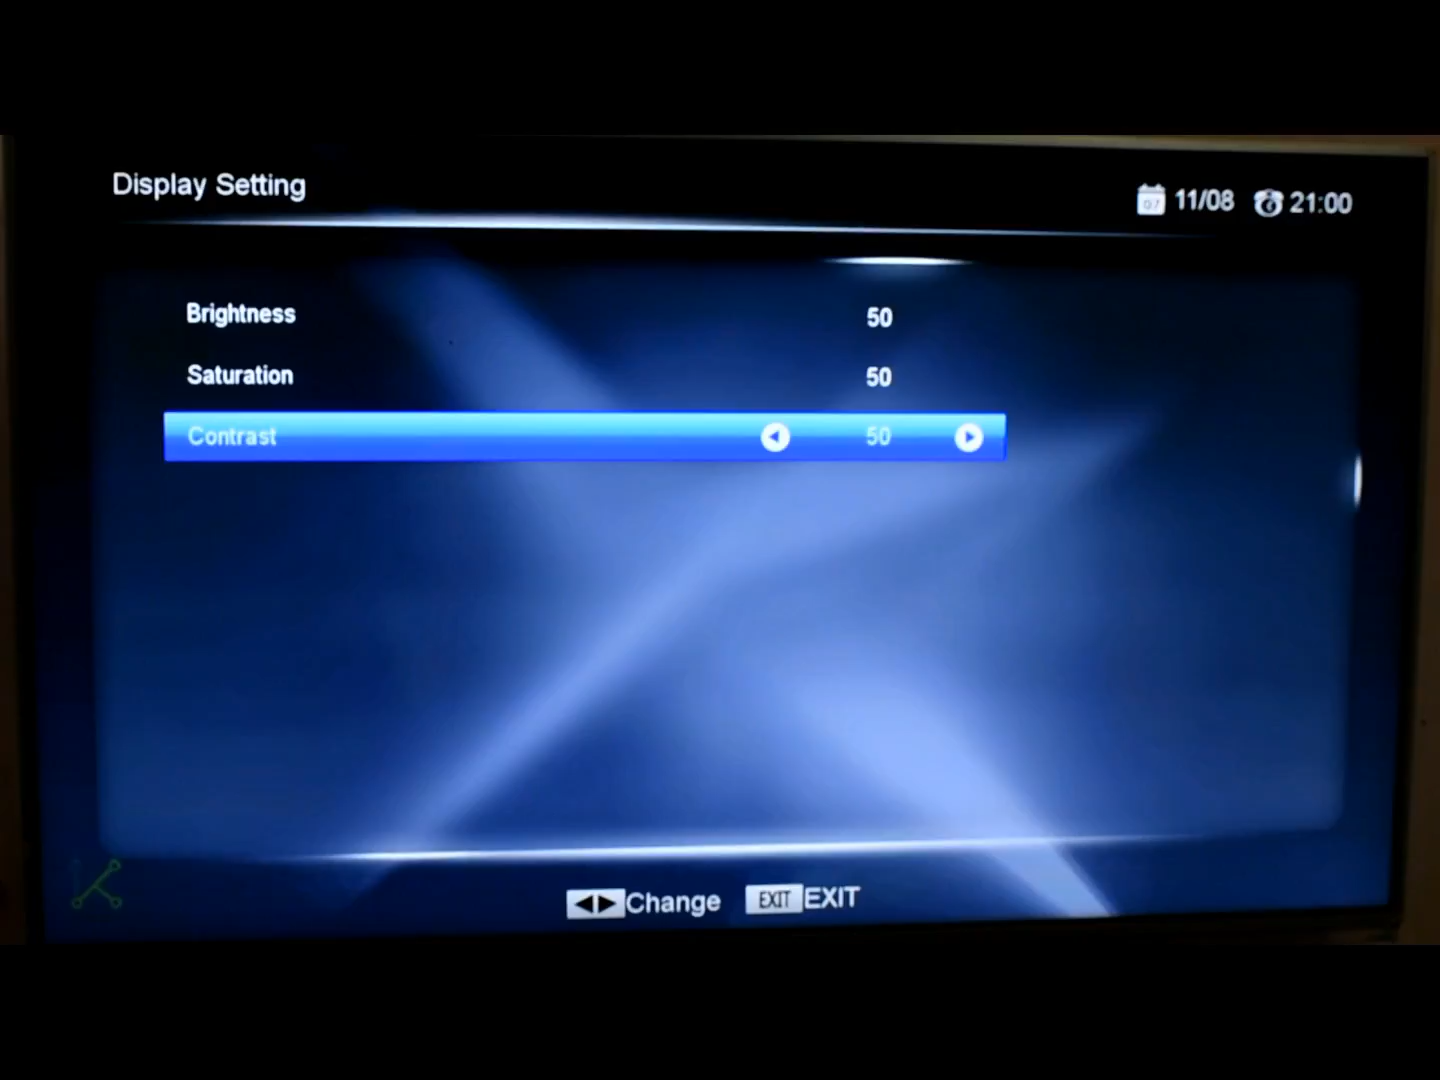 Display Setting
11/08 21:00
Brightness 50
Saturation 50
Contrast 50
Change EXIT EXIT